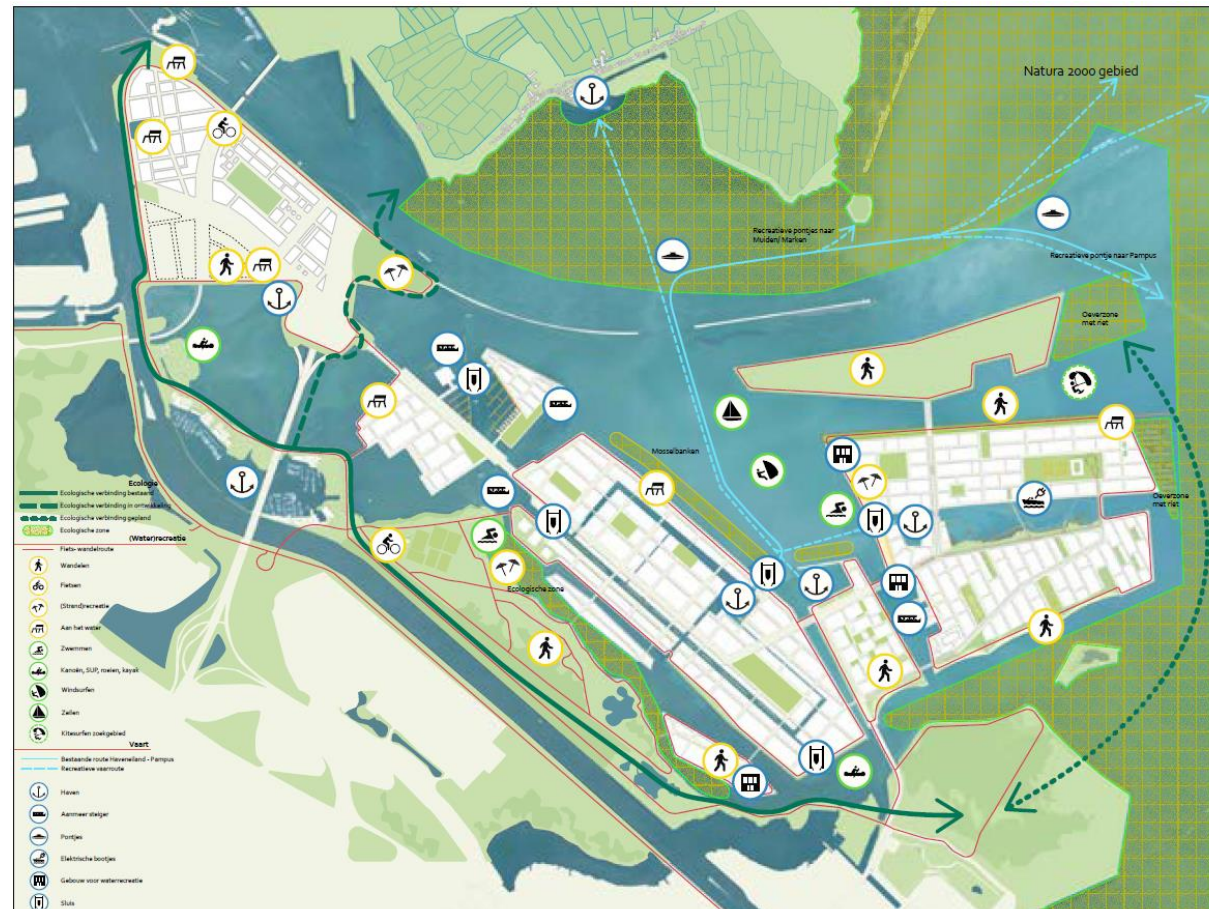 Natura 2000 gebied
Recreatieve pontjes naar
Muiden/ Marken
Recreatieve pontje naar Pampus
Oeverzone
met riet
Mosselbanken
Oeverzone
met riet
Ecologische zone
Ecologie
Ecologische verbinding bestaand
Ecologische verbinding in ontwikkeling
Ecologische verbinding gepland
Ecologische zone
(Water)recreatie
Fiets- wandelroute
Wandelen
Fietsen
(Strand)recreatie
Aan het water
Zwemmen
Kanoën, SUP, roeien, kayak
Windsurfen
Zeilen
Kitesurfen zoekgebied
Vaart
Bestaande route Haveneiland - Pampus
Recreatieve vaarroute
Haven
Aanmeer steiger
Pontjes
Elektrische bootjes
Gebouw voor waterrecreatie
Sluis